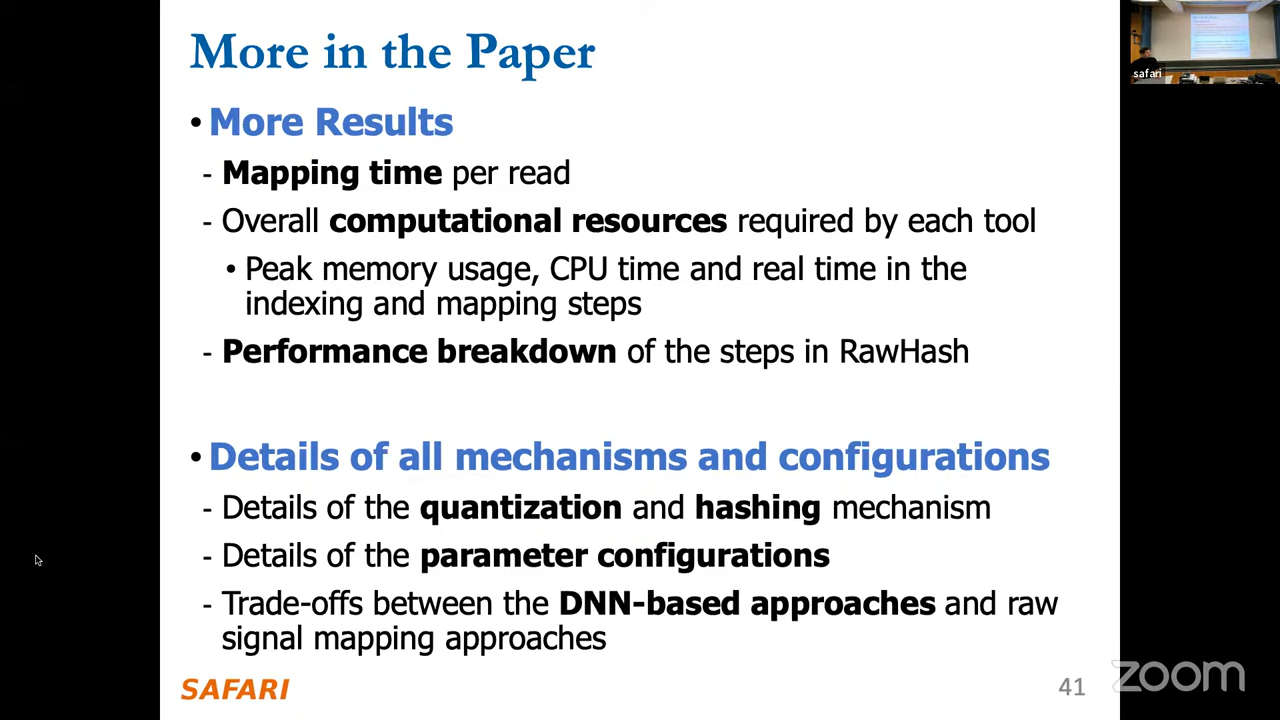 More in the Paper
• More Results
- Mapping time per read
- Overall computational resources required by each tool
• Peak memory usage, CPU time and real time in the
indexing and mapping steps
- Performance breakdown of the steps in RawHash
• Details of all mechanisms and configurations
- Details of the quantization and hashing mechanism
- Details of the parameter configurations
- Trade-offs between the DNN-based approaches and raw
signal mapping approaches
SAFARI
41
zoom
safari